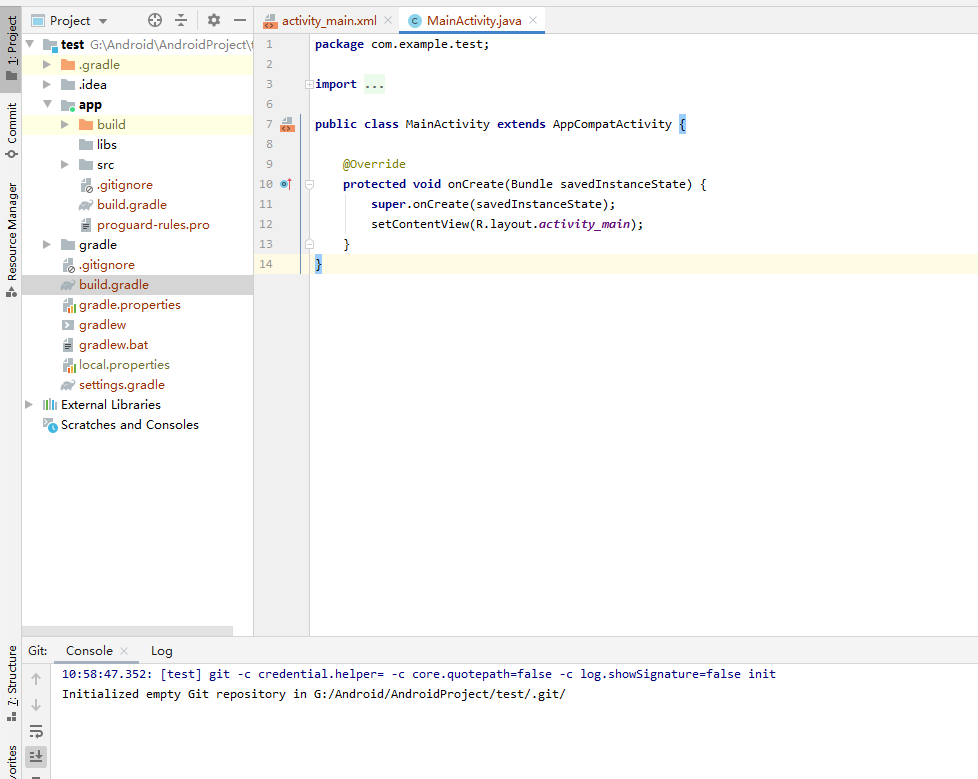 Project
activity_main.xml
MainActivity.java
1: Project
Commit
Resource Manager
7: Structure
vorites
test G:\Android\AndroidProject\t
.gradle
.idea
app
build
libs
src
.gitignore
build.gradle
proguard-rules.pro
gradle
.gitignore
build.gradle
gradle.properties
gradlew
gradlew.bat
local.properties
settings.gradle
External Libraries
Scratches and Consoles
1 package com.example.test;
2
3 import ...
6
7 public class MainActivity extends AppCompatActivity {
8
9 @Override
10 protected void onCreate(Bundle savedInstanceState) {
11 super.onCreate(savedInstanceState);
12 setContentView(R.layout.activity_main);
13 }
14 }
Git: Console Log
10:58:47.352: [test] git -c credential.helper= -c core.quotepath=false -c log.showSignature=false init
Initialized empty Git repository in G:/Android/AndroidProject/test/.git/